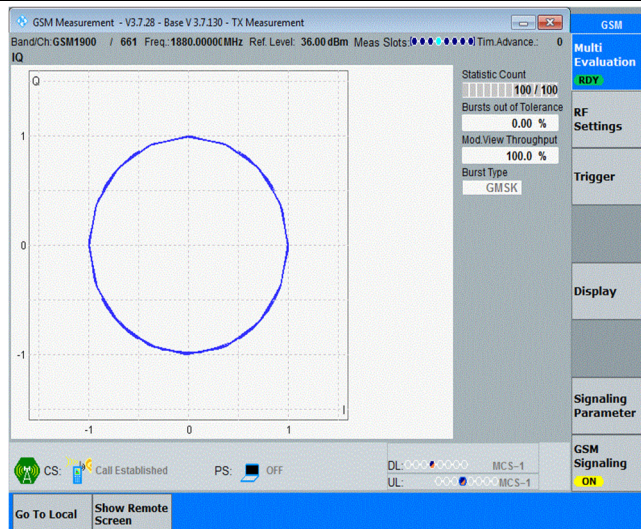 GSM Measurement - V3.7.28 - Base V 3.7.130 - TX Measurement
GSM
Band/Ch:GSM1900 / 661 Freq.:1880.00000 MHz Ref. Level: 36.00 dBm Meas Slots: Tim.Advance.: 0
IQ
Multi
Evaluation
RDY
Q
Statistic Count
100 / 100
Bursts out of Tolerance
0.00 %
Mod.View Throughput
100.0 %
Burst Type
GMSK
RF
Settings
Trigger
Display
1
0
-1
I
-1 0 1
Signaling
Parameter
CS: Call Established PS: OFF
DL: MCS-1
UL: MCS-1
GSM
Signaling
ON
Go To Local
Show Remote
Screen